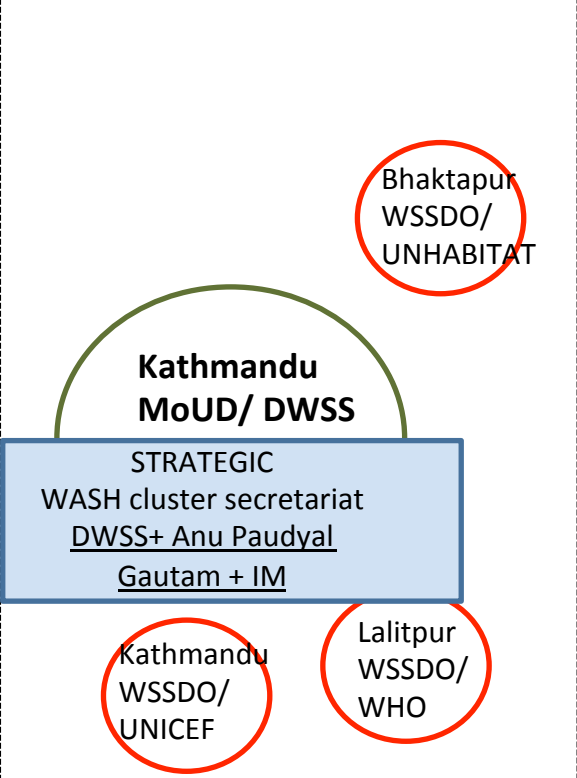 Bhaktapur
WSSDO/
UNHABITAT
Kathmandu
MoUD/ DWSS
STRATEGIC
WASH cluster secretariat
DWSS+ Anu Paudyal
Gautam + IM
Kathmandu
WSSDO/
UNICEF
Lalitpur
WSSDO/
WHO